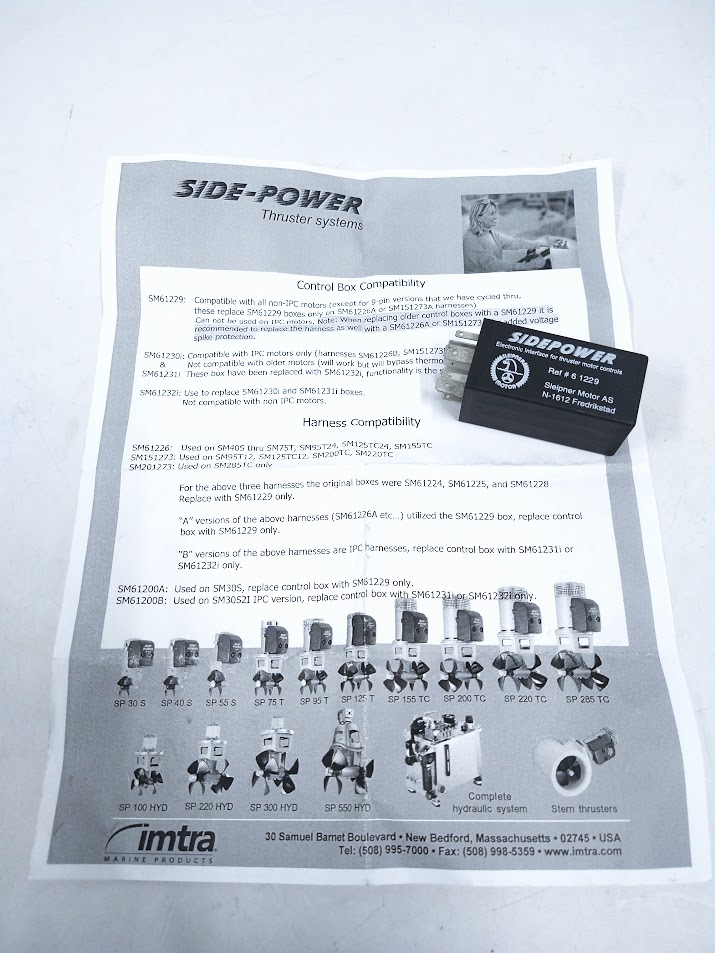 SIDE-POWER
Thruster systems
Control Box Compatibility
SM61229: Compatible with all non-IPC motors (except for 9-pin versions that we have cycled thru,
these replace SM61229 boxes only on SM61226A or SM151273A harnesses)
Can not be used on IPC motors. Note: When replacing older control boxes with a SM61229 it is
recommended to replace the harness as well with a SM61226A or SM151273 added voltage
spike protection.
SM61230i: Compatible with IPC motors only (harnesses SM61226B, SM151273
& Not compatible with older motors (will work but will bypass thermo
SM61231i These box have been replaced with SM61232i, functionality is the s
SM61232i: Use to replace SM61230i and SM61231i boxes.
Not compatible with non IPC motors.
SIDEPOWER
Electronic interface for thruster motor controls
SLEIPNER MOTOR
Ref # 6 1229
Sleipner Motor AS
N-1612 Fredrikstad
Harness Compatibility
SM61226: Used on SM40S thru SM75T, SM95T24, SM125TC24, SM155TC
SM151273: Used on SM95T12, SM125TC12, SM200TC, SM220TC
SM201273: Used on SM285TC only
For the above three harnesses the original boxes were SM61224, SM61225, and SM61228
Replace with SM61229 only.
"A" versions of the above harnesses (SM61226A etc...) utilized the SM61229 box, replace control
box with SM61229 only.
"B" versions of the above harnesses are IPC harnesses, replace control box with SM61231i or
SM61232i only.
SM61200A: Used on SM30S, replace control box with SM61229 only.
SM61200B: Used on SM30S2I IPC version, replace control box with SM61231i or SM61232i only.
SP 30 S SP 40 S SP 55 S SP 75 T SP 95 T SP 125 T SP 155 TC SP 200 TC SP 220 TC SP 285 TC
SP 100 HYD SP 220 HYD SP 300 HYD SP 550 HYD Complete
hydraulic system Stern thrusters
imtra
MARINE PRODUCTS
30 Samuel Barnet Boulevard • New Bedford, Massachusetts • 02745 • USA
Tel: (508) 995-7000 • Fax: (508) 998-5359 • www.imtra.com